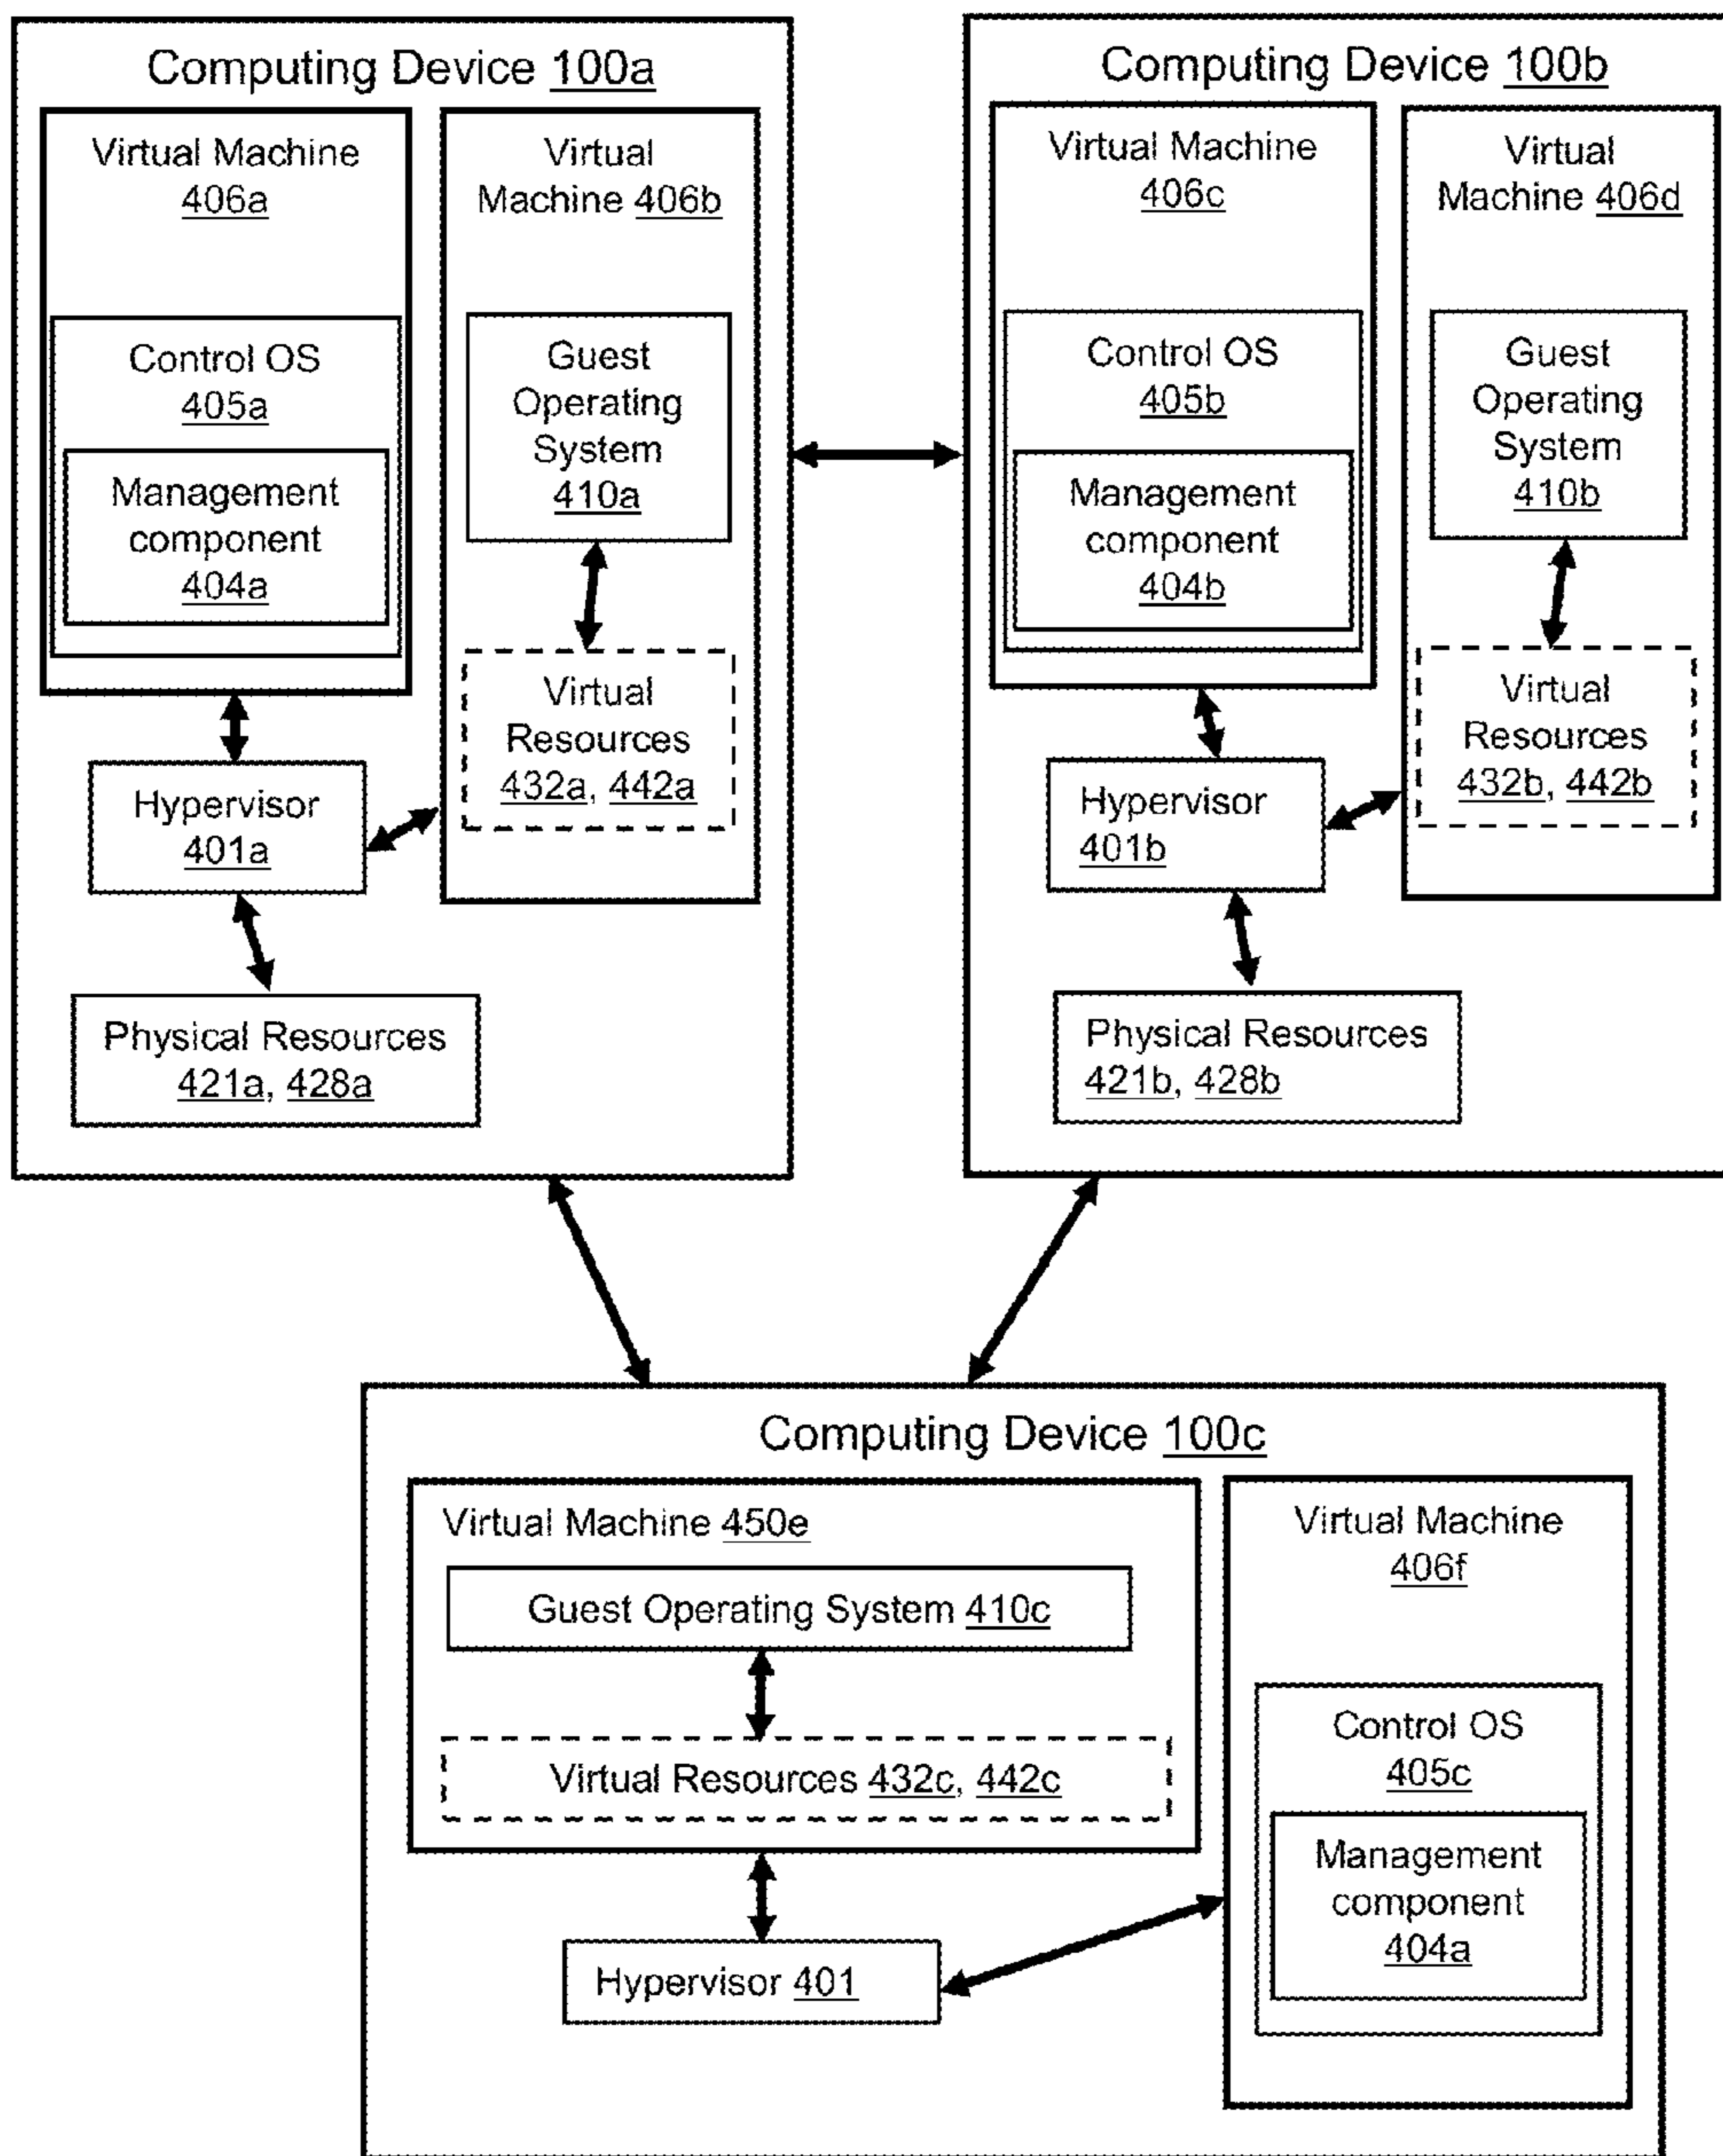 Computing Device 100a
Virtual Machine
406a
Control OS
405a
Management
component
404a
Virtual
Machine 406b
Guest
Operating
System
410a
Virtual
Resources
432a, 442a
Hypervisor
401a
Physical Resources
421a, 428a
Computing Device 100b
Virtual Machine
406c
Control OS
405b
Management
component
404b
Virtual
Machine 406d
Guest
Operating
System
410b
Virtual
Resources
432b, 442b
Hypervisor
401b
Physical Resources
421b, 428b
Computing Device 100c
Virtual Machine 450e
Guest Operating System 410c
Virtual Resources 432c, 442c
Hypervisor 401
Virtual Machine
406f
Control OS
405c
Management
component
404a